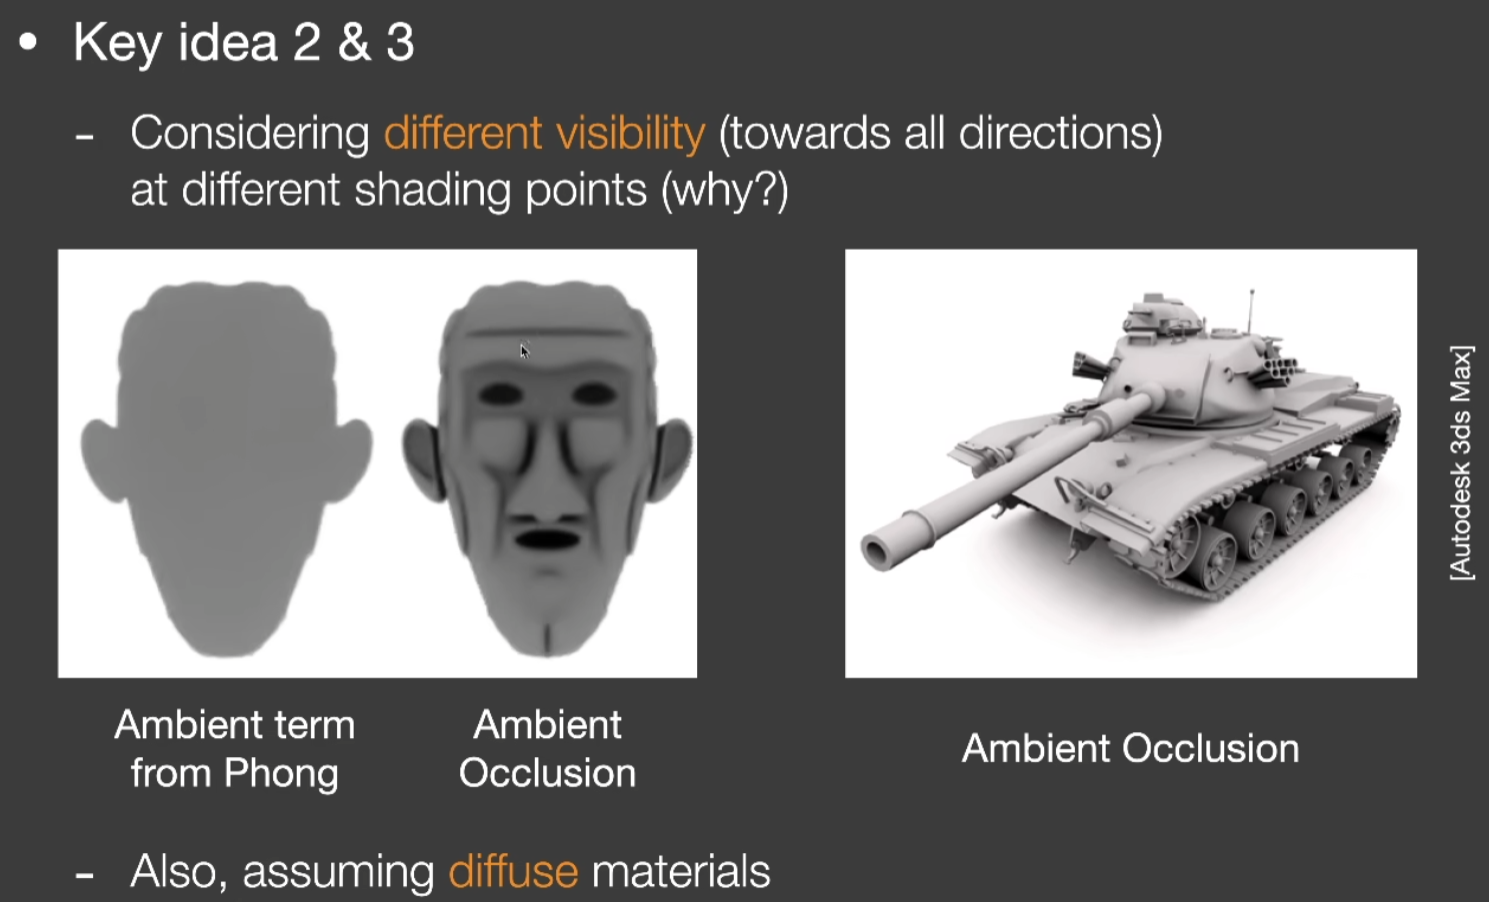 • Key idea 2 & 3
- Considering different visibility (towards all directions)
at different shading points (why?)
Ambient term
from Phong
Ambient
Occlusion
Ambient Occlusion
[Autodesk 3ds Max]
- Also, assuming diffuse materials